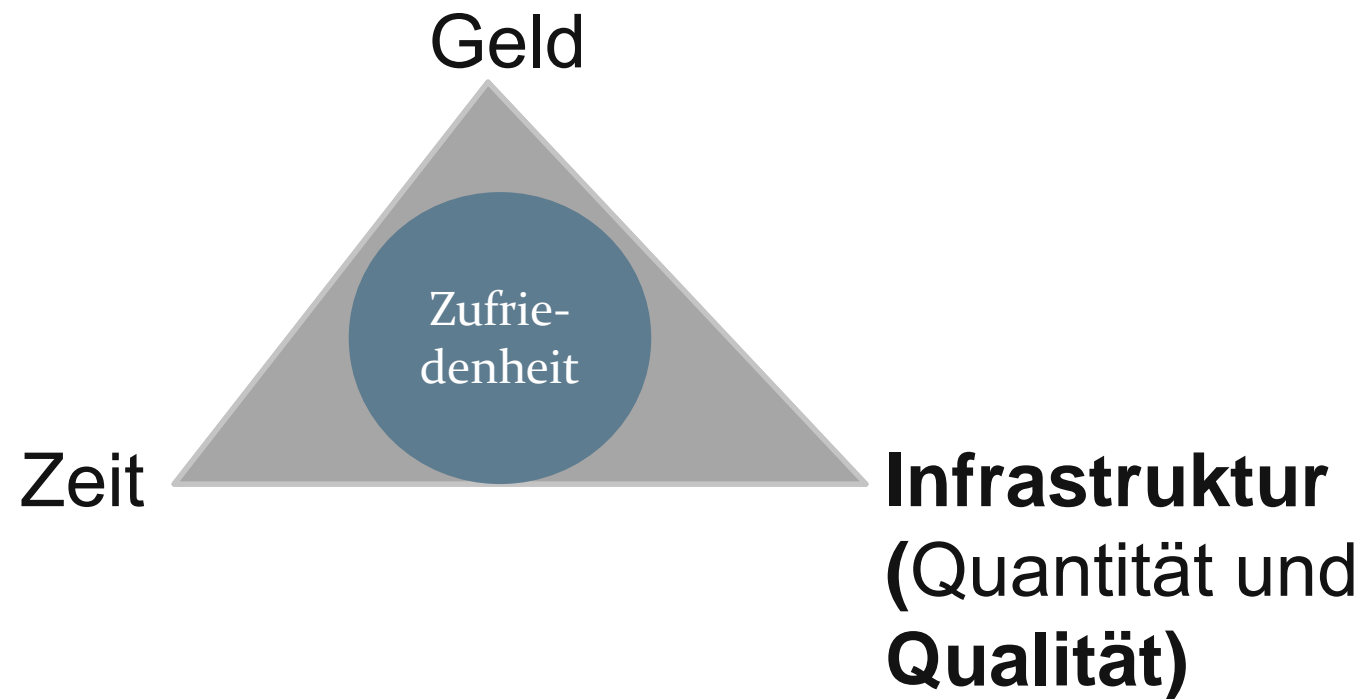 Geld
Zufrie-
denheit
Zeit
Infrastruktur
(Quantität und
Qualität)